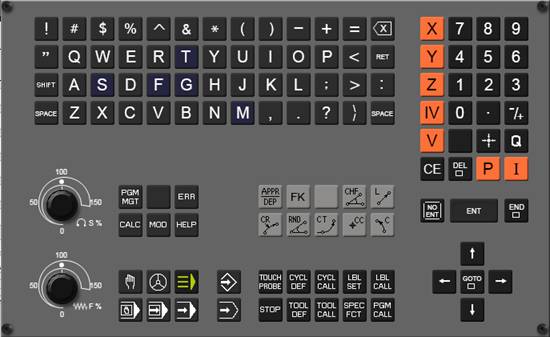 ! # $ % ^ & * ( ) − + = X X 7 8 9
" Q W E R T Y U I O P < RET Y 4 5 6
SHIFT A S D F G H J K L ; > : Z 1 2 3
SPACE Z X C V B N M , . ? \ SPACE IV 0 · -/+
V Q
CE DEL P I
100
50 150
0
S %
PGM MGT ERR
CALC MOD HELP
APPR DEP FK CHF L
CR RND CT CC C
NO ENT ENT END
100
50 150
0
F %
TOUCH PROBE CYCL DEF CYCL CALL LBL SET LBL CALL
STOP TOOL DEF TOOL CALL SPEC FCT PGM CALL
↑
← GOTO →
↓